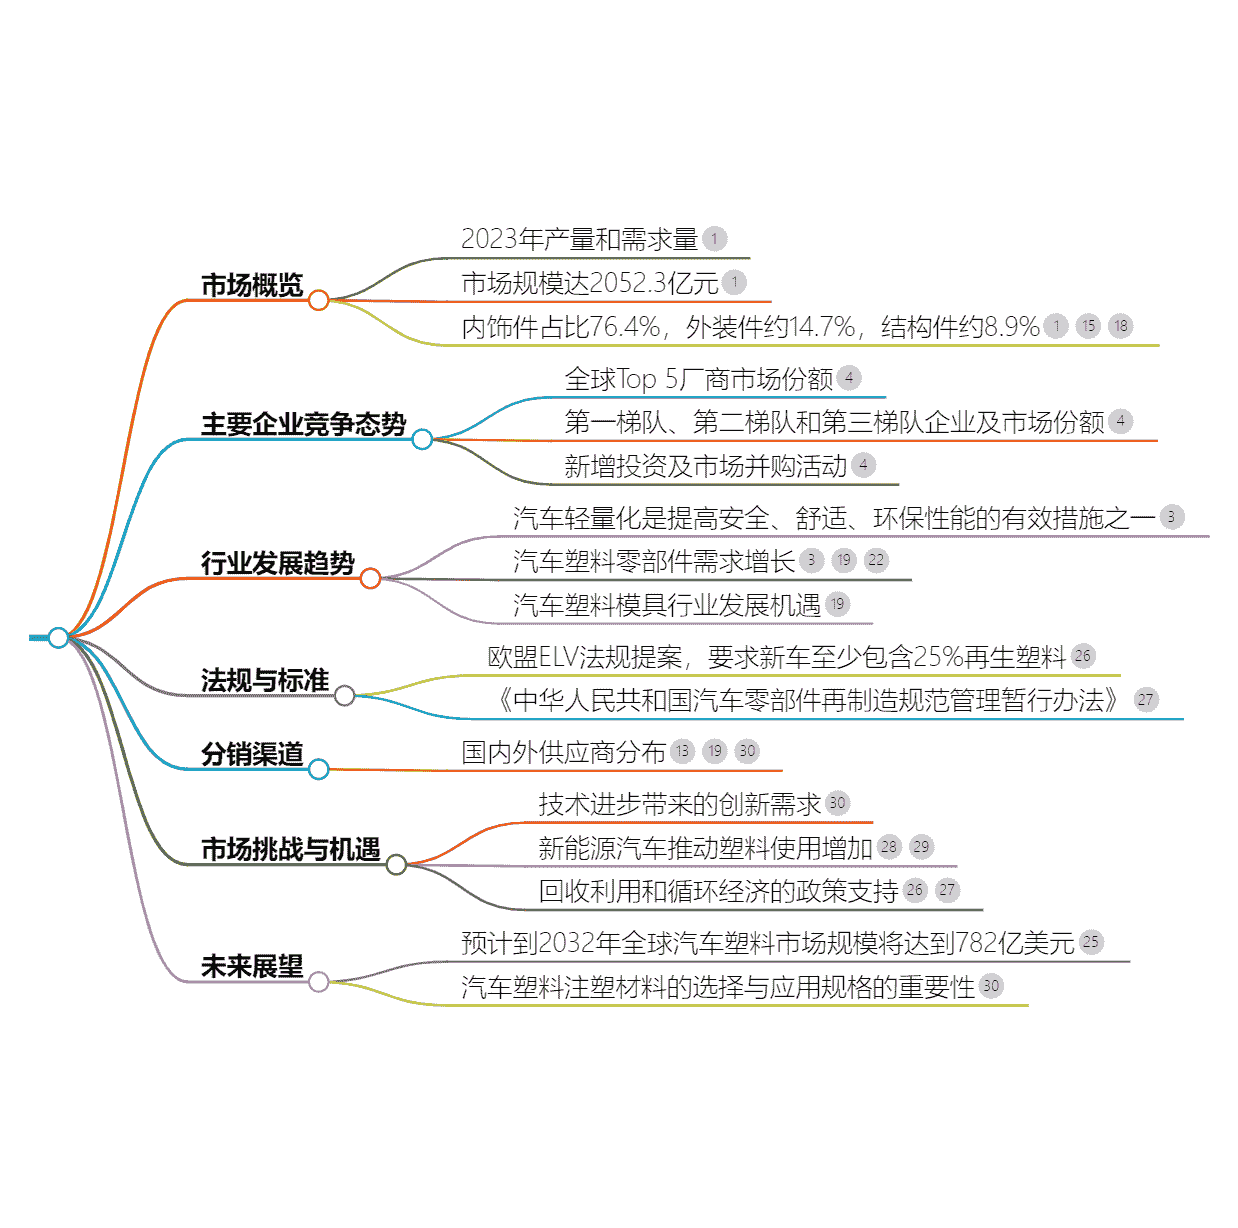 市场概览
2023年产量和需求量 1
市场规模达2052.3亿元 1
内饰件占比76.4%，外装件约14.7%，结构件约8.9% 1 15 18
主要企业竞争态势
全球Top 5厂商市场份额 4
第一梯队、第二梯队和第三梯队企业及市场份额 4
新增投资及市场并购活动 4
行业发展趋势
汽车轻量化是提高安全、舒适、环保性能的有效措施之一 3
汽车塑料零部件需求增长 3 19 22
汽车塑料模具行业发展机遇 19
法规与标准
欧盟ELV法规提案，要求新车至少包含25%再生塑料 26
《中华人民共和国汽车零部件再制造规范管理暂行办法》 27
分销渠道
国内外供应商分布 13 19 30
市场挑战与机遇
技术进步带来的创新需求 30
新能源汽车推动塑料使用增加 28 29
回收利用和循环经济的政策支持 26 27
未来展望
预计到2032年全球汽车塑料市场规模将达到782亿美元 25
汽车塑料注塑材料的选择与应用规格的重要性 30